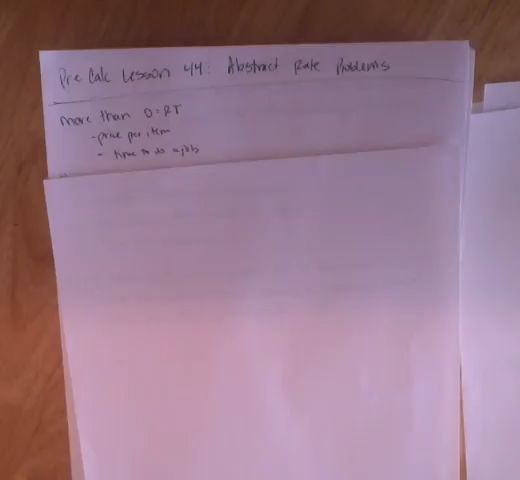 Pre Calc Lesson 44: Abstract Rate Problems
more than D=RT
- price per item
- time to do a job